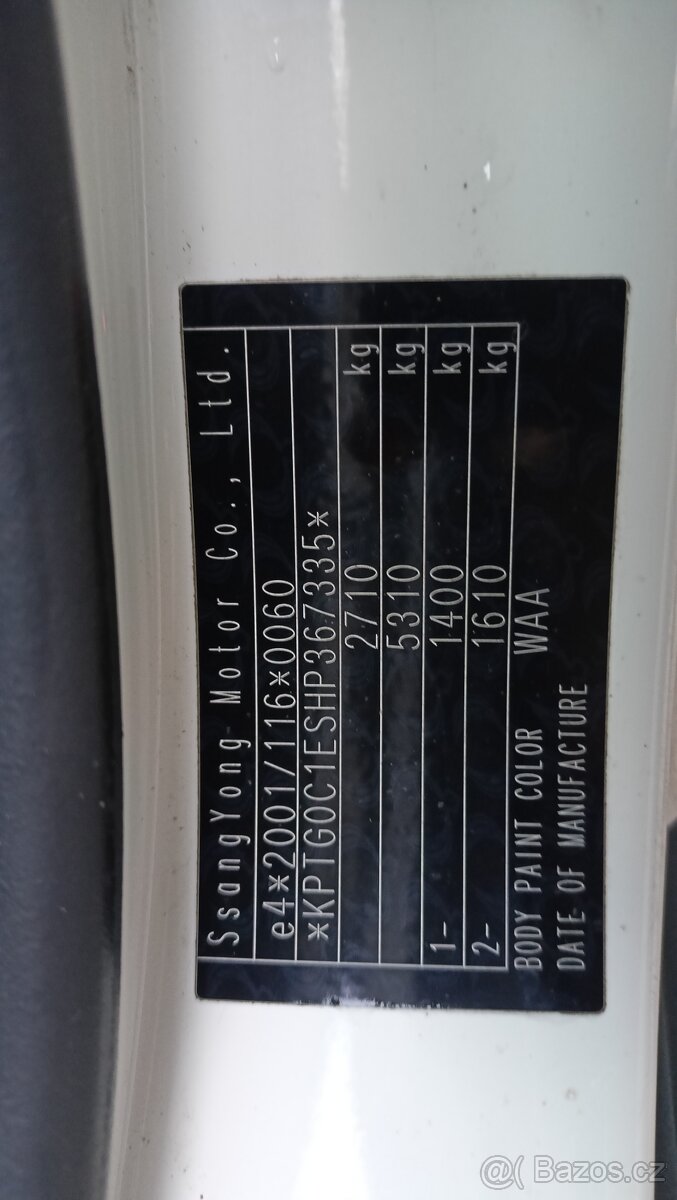 SsangYong Motor Co., Ltd.
e4*2001/116*0060
*KPTG0C1ESHP367335*
2710 kg
5310 kg
1- 1400 kg
2- 1610 kg
BODY PAINT COLOR WAA
DATE OF MANUFACTURE
@( Bazos.cz